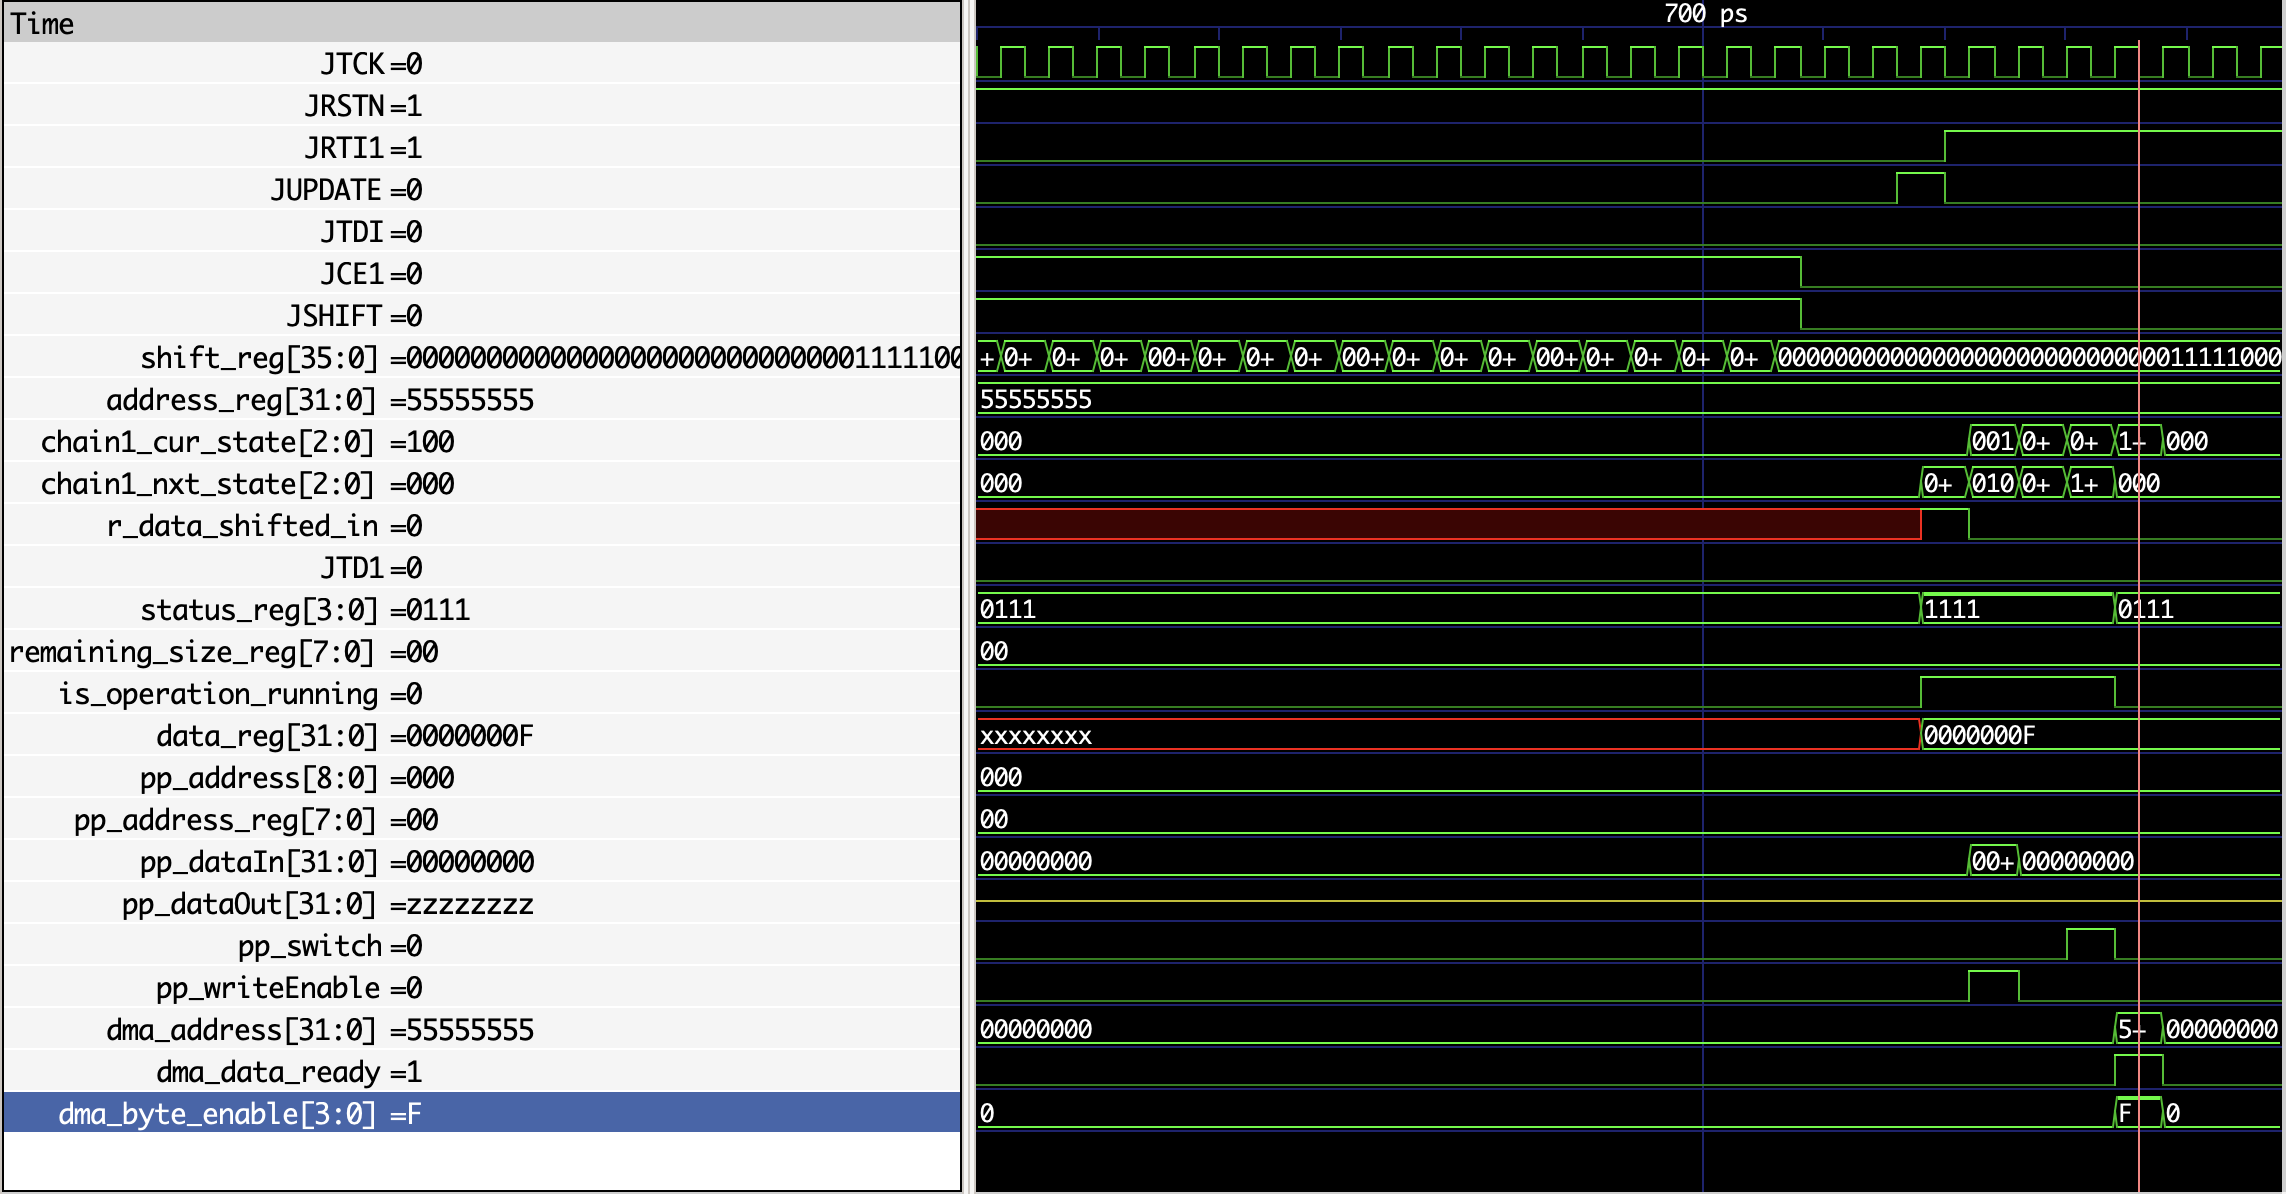 Time 700 ps
JTCK =0
JRSTN =1
JRTI1 =1
JUPDATE =0
JTDI =0
JCE1 =0
JSHIFT =0
shift_reg[35:0] =00000000000000000000000000001111100 + 0+ 0+ 0+ 00+ 0+ 0+ 0+ 00+ 0+ 0+ 0+ 00+ 0+ 0+ 0+ 0+ 000000000000000000000000000011111000
address_reg[31:0] =55555555 55555555
chain1_cur_state[2:0] =100 000 001 0+ 0+ 1+ 000
chain1_nxt_state[2:0] =000 000 0+ 010 0+ 1+ 000
r_data_shifted_in =0
JTD1 =0
status_reg[3:0] =0111 0111 1111 0111
remaining_size_reg[7:0] =00 00
is_operation_running =0
data_reg[31:0] =0000000F xxxxxxxx 0000000F
pp_address[8:0] =000 000
pp_address_reg[7:0] =00 00
pp_dataIn[31:0] =00000000 00000000 00+ 00000000
pp_dataOut[31:0] =zzzzzzzz
pp_switch =0
pp_writeEnable =0
dma_address[31:0] =55555555 00000000 5+ 00000000
dma_data_ready =1
dma_byte_enable[3:0] =F 0 F 0